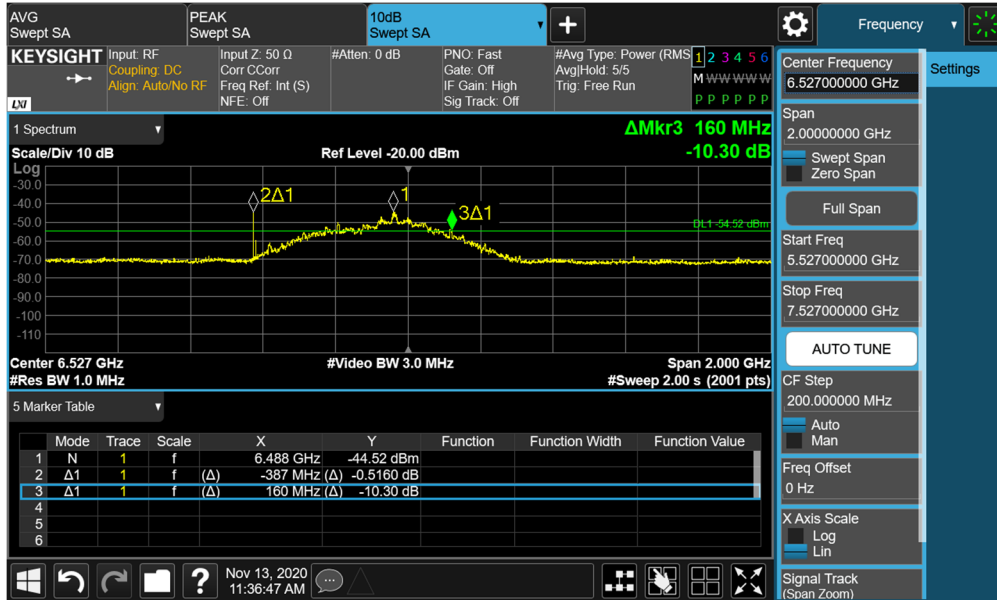 AVG
Swept SA
PEAK
Swept SA
10dB
Swept SA
Frequency
KEYSIGHT
LXI
Input: RF
Coupling: DC
Align: Auto/No RF
Input Z: 50 Ω
Corr CCorr
Freq Ref: Int (S)
NFE: Off
#Atten: 0 dB
PNO: Fast
Gate: Off
IF Gain: High
Sig Track: Off
#Avg Type: Power (RMS
Avg|Hold: 5/5
Trig: Free Run
1 2 3 4 5 6
M W W W W W
P P P P P P
1 Spectrum
ΔMkr3 160 MHz
Scale/Div 10 dB
Ref Level -20.00 dBm
-10.30 dB
Log
-30.0
-40.0
-50.0
-60.0
-70.0
-80.0
-90.0
-100
-110
2Δ1
1
3Δ1
DL1 -54.52 dBm
Center 6.527 GHz
#Video BW 3.0 MHz
Span 2.000 GHz
#Res BW 1.0 MHz
#Sweep 2.00 s (2001 pts)
5 Marker Table
Mode Trace Scale X Y Function Function Width Function Value
1 N 1 f 6.488 GHz -44.52 dBm
2 Δ1 1 f (Δ) -387 MHz (Δ) -0.5160 dB
3 Δ1 1 f (Δ) 160 MHz (Δ) -10.30 dB
4
5
6
Nov 13, 2020
11:36:47 AM
Center Frequency
6.527000000 GHz
Settings
Span
2.00000000 GHz
Swept Span
Zero Span
Full Span
Start Freq
5.527000000 GHz
Stop Freq
7.527000000 GHz
AUTO TUNE
CF Step
200.000000 MHz
Auto
Man
Freq Offset
0 Hz
X Axis Scale
Log
Lin
Signal Track
(Span Zoom)